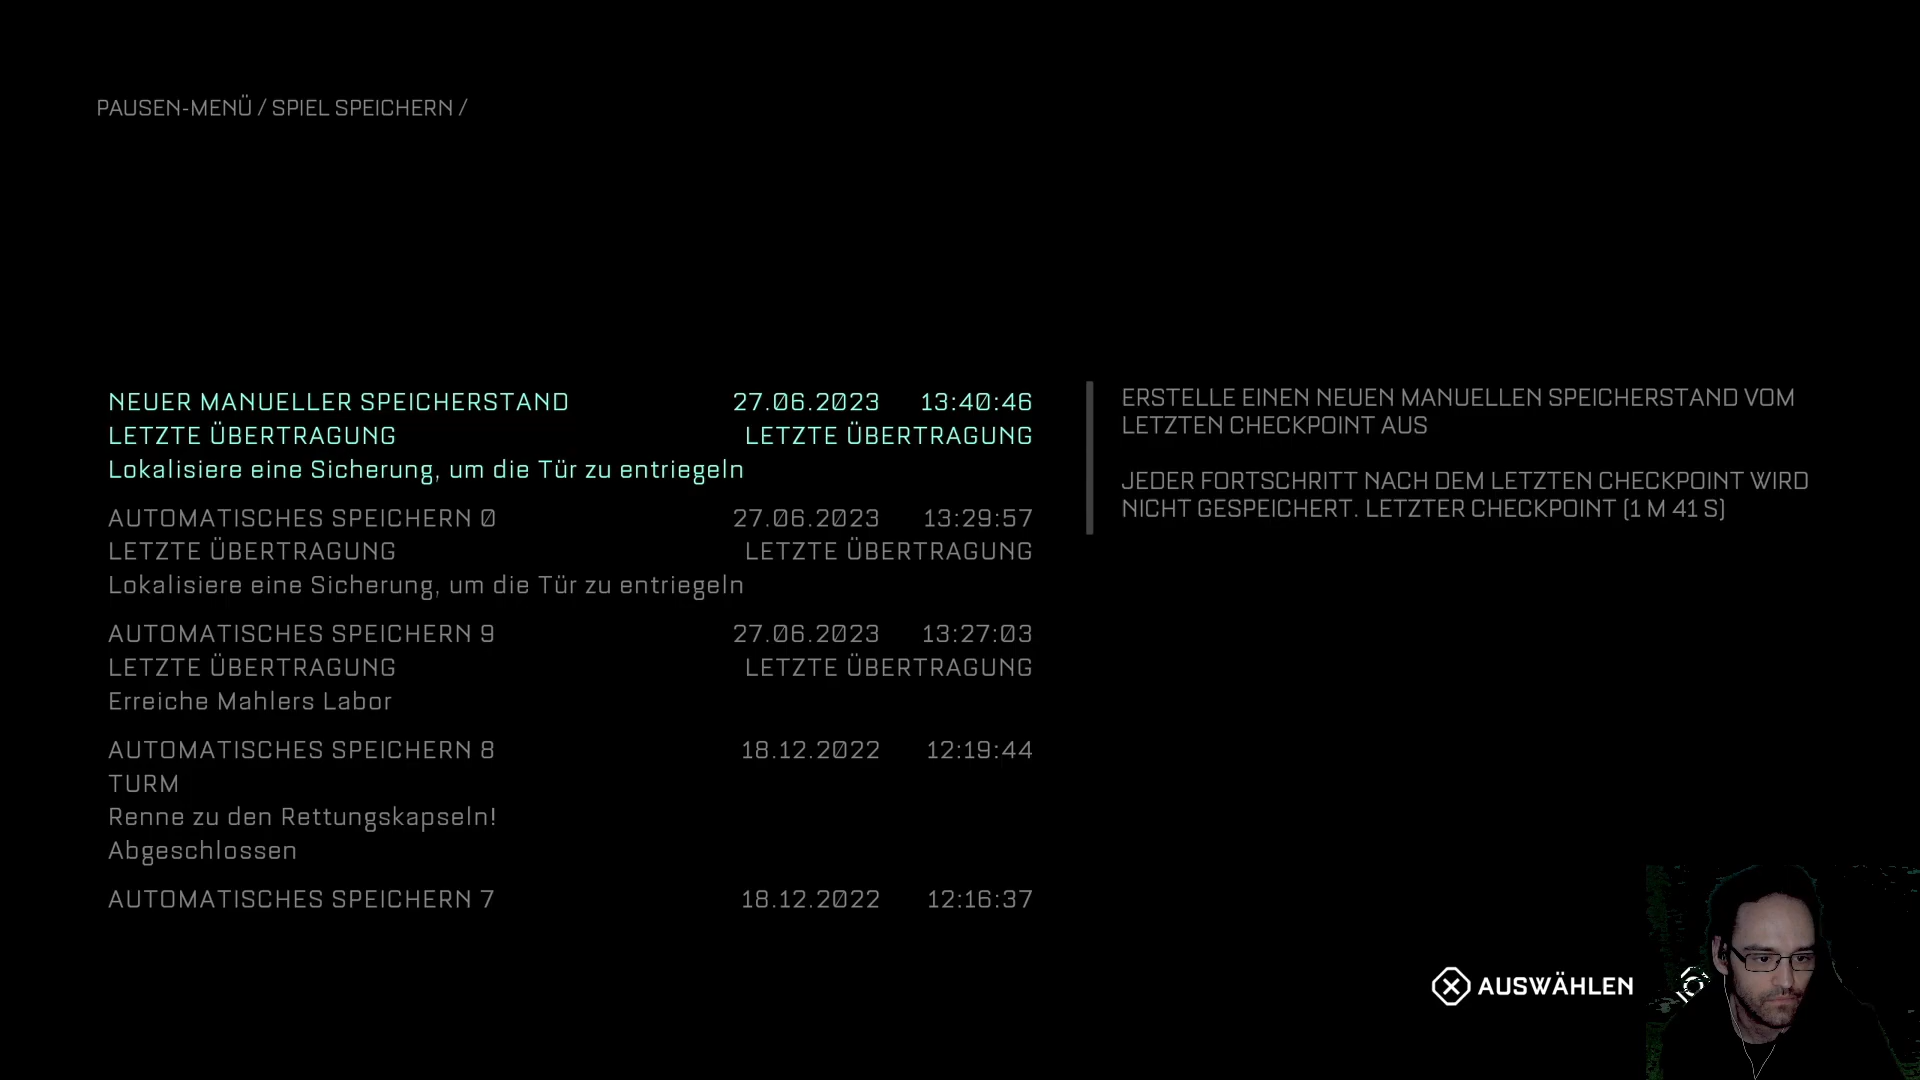 PAUSEN-MENÜ / SPIEL SPEICHERN /
NEUER MANUELLER SPEICHERSTAND 27.06.2023 13:40:46
LETZTE ÜBERTRAGUNG LETZTE ÜBERTRAGUNG
Lokalisiere eine Sicherung, um die Tür zu entriegeln
AUTOMATISCHES SPEICHERN 0 27.06.2023 13:29:57
LETZTE ÜBERTRAGUNG LETZTE ÜBERTRAGUNG
Lokalisiere eine Sicherung, um die Tür zu entriegeln
AUTOMATISCHES SPEICHERN 9 27.06.2023 13:27:03
LETZTE ÜBERTRAGUNG LETZTE ÜBERTRAGUNG
Erreiche Mahlers Labor
AUTOMATISCHES SPEICHERN 8 18.12.2022 12:19:44
TURM
Renne zu den Rettungskapseln!
Abgeschlossen
AUTOMATISCHES SPEICHERN 7 18.12.2022 12:16:37
ERSTELLE EINEN NEUEN MANUELLEN SPEICHERSTAND VOM
LETZTEN CHECKPOINT AUS
JEDER FORTSCHRITT NACH DEM LETZTEN CHECKPOINT WIRD
NICHT GESPEICHERT. LETZTER CHECKPOINT (1 M 41 S)
AUSWÄHLEN